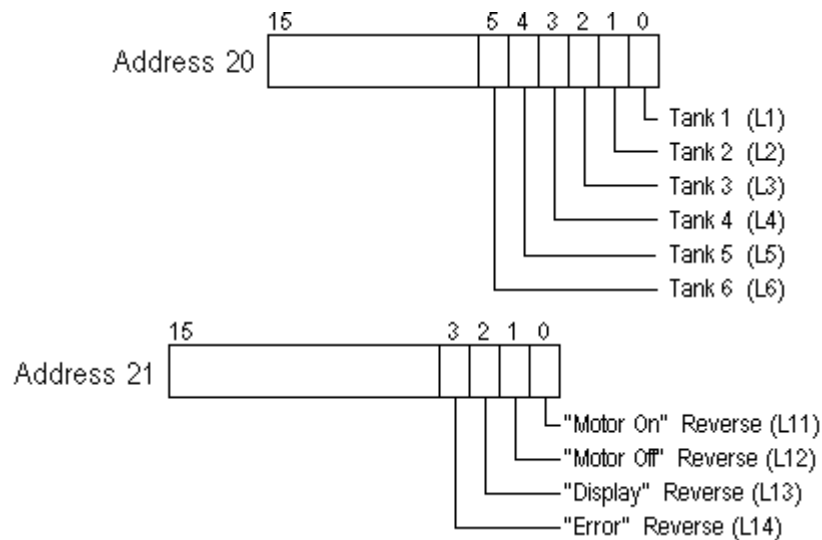 15 5 4 3 2 1 0
Address 20
Tank 1 (L1)
Tank 2 (L2)
Tank 3 (L3)
Tank 4 (L4)
Tank 5 (L5)
Tank 6 (L6)
15 3 2 1 0
Address 21
"Motor On" Reverse (L11)
"Motor Off" Reverse (L12)
"Display" Reverse (L13)
"Error" Reverse (L14)